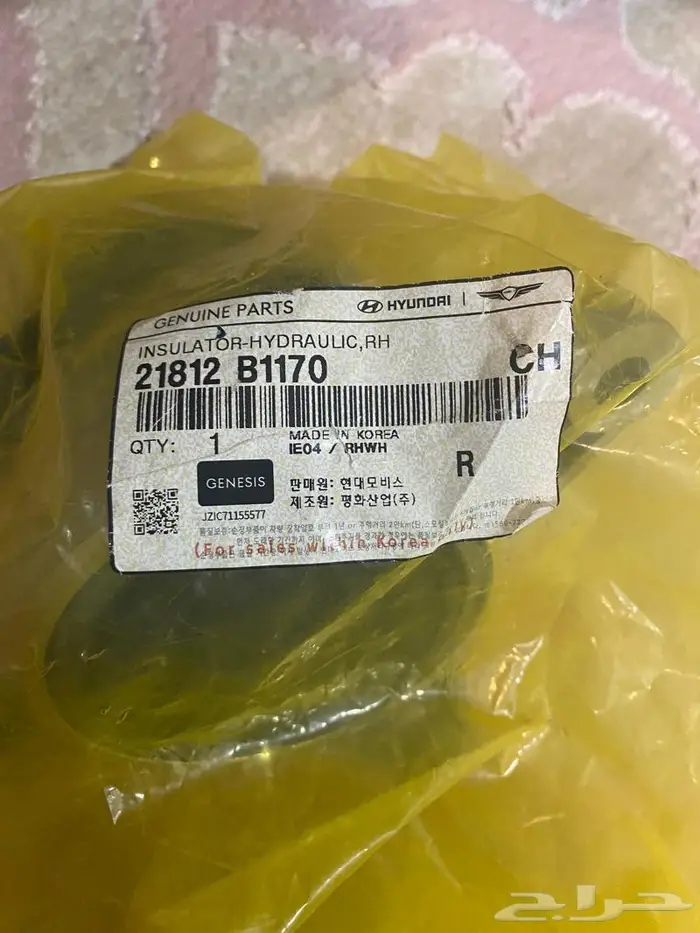 GENUINE PARTS HYUNDAI
INSULATOR-HYDRAULIC,RH
21812 B1170 CH
QTY: 1 MADE IN KOREA
IE04 / RHWH
R
GENESIS
판매원: 현대모비스
제조원: 평화산업(주)
JZIC71155577
(For sales within Korea
حراج